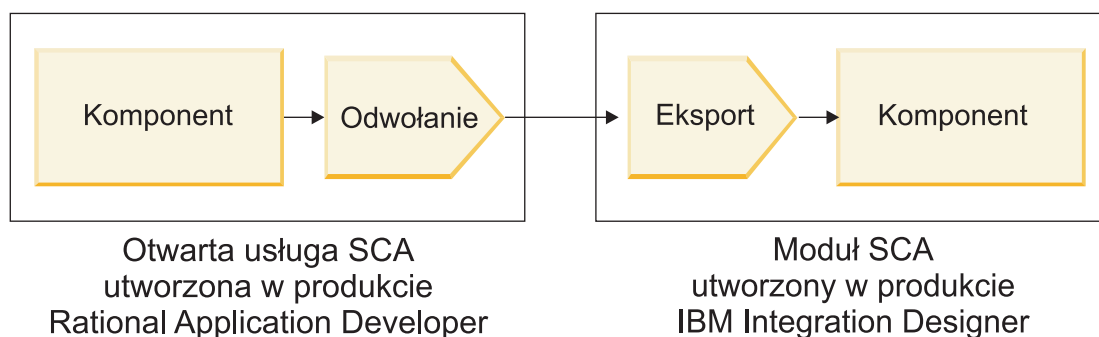 Komponent
Odwołanie
Eksport
Komponent
Otwarta usługa SCA
utworzona w produkcie
Rational Application Developer
Moduł SCA
utworzony w produkcie
IBM Integration Designer